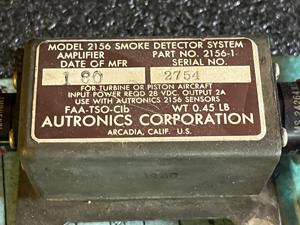 MODEL 2156 SMOKE DETECTOR SYSTEM
AMPLIFIER PART NO. 2156-1
DATE OF MFR SERIAL NO.
1 80 2754
FOR TURBINE OR PISTON AIRCRAFT
INPUT POWER REQD 28 VDC, OUTPUT 2A
USE WITH AUTRONICS 2156 SENSORS
FAA-TSO-C1b WT 0.45 LB
AUTRONICS CORPORATION
ARCADIA, CALIF. U.S.